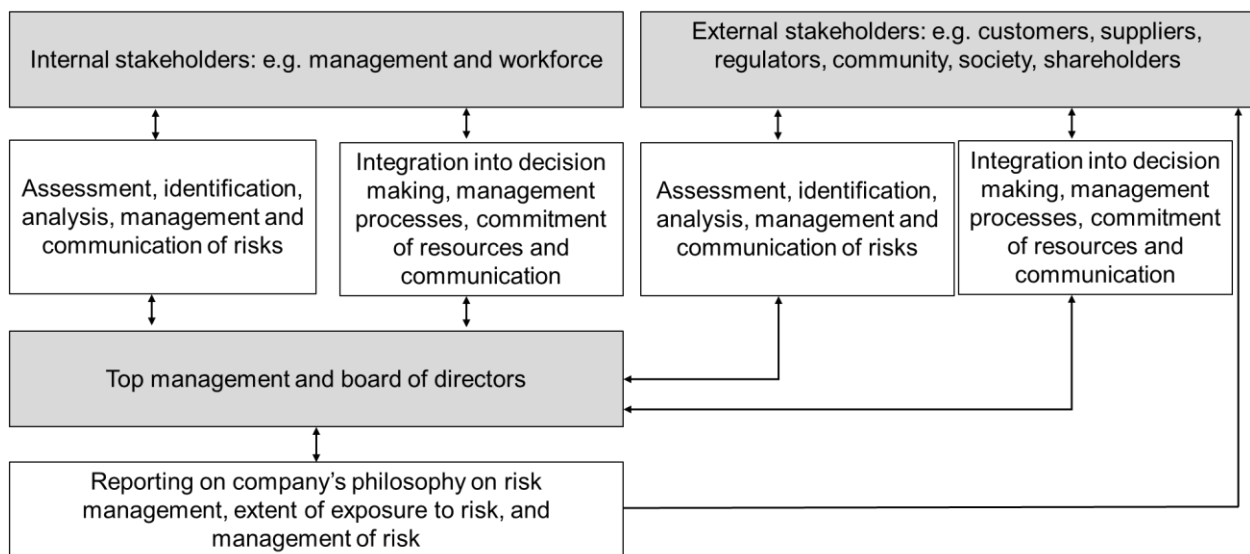 Internal stakeholders: e.g. management and workforce
External stakeholders: e.g. customers, suppliers,
regulators, community, society, shareholders
Assessment, identification,
analysis, management and
communication of risks
Integration into decision
making, management
processes, commitment
of resources and
communication
Assessment, identification,
analysis, management and
communication of risks
Integration into decision
making, management
processes, commitment
of resources and
communication
Top management and board of directors
Reporting on company’s philosophy on risk
management, extent of exposure to risk, and
management of risk